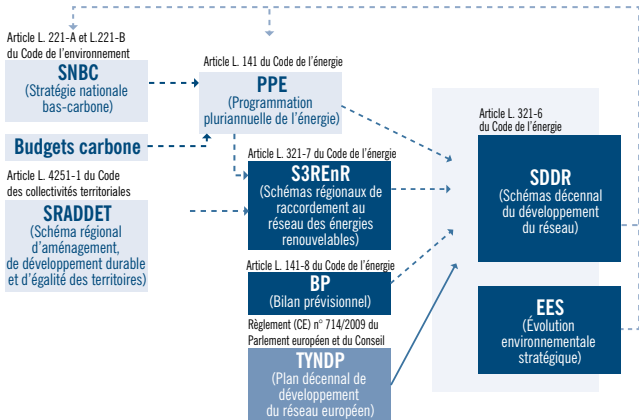 Article L. 221-A et L.221-B
du Code de l'environnement
SNBC
(Stratégie nationale
bas-carbone)
Budgets carbone
Article L. 4251-1 du Code
des collectivités territoriales
SRADDET
(Schéma régional
d'aménagement,
de développement durable
et d'égalité des territoires)
Article L. 141 du Code de l'énergie
PPE
(Programmation
pluriannuelle de l'énergie)
Article L. 321-7 du Code de l'énergie
S3REnR
(Schémas régionaux de
raccordement au
réseau des énergies
renouvelables)
Article L. 141-8 du Code de l'énergie
BP
(Bilan prévisionnel)
Règlement (CE) n° 714/2009 du
Parlement européen et du Conseil
TYNDP
(Plan décennal de
développement
du réseau européen)
Article L. 321-6
du Code de l'énergie
SDDR
(Schémas décennal
du développement
du réseau)
EES
(Évolution
environnementale
stratégique)